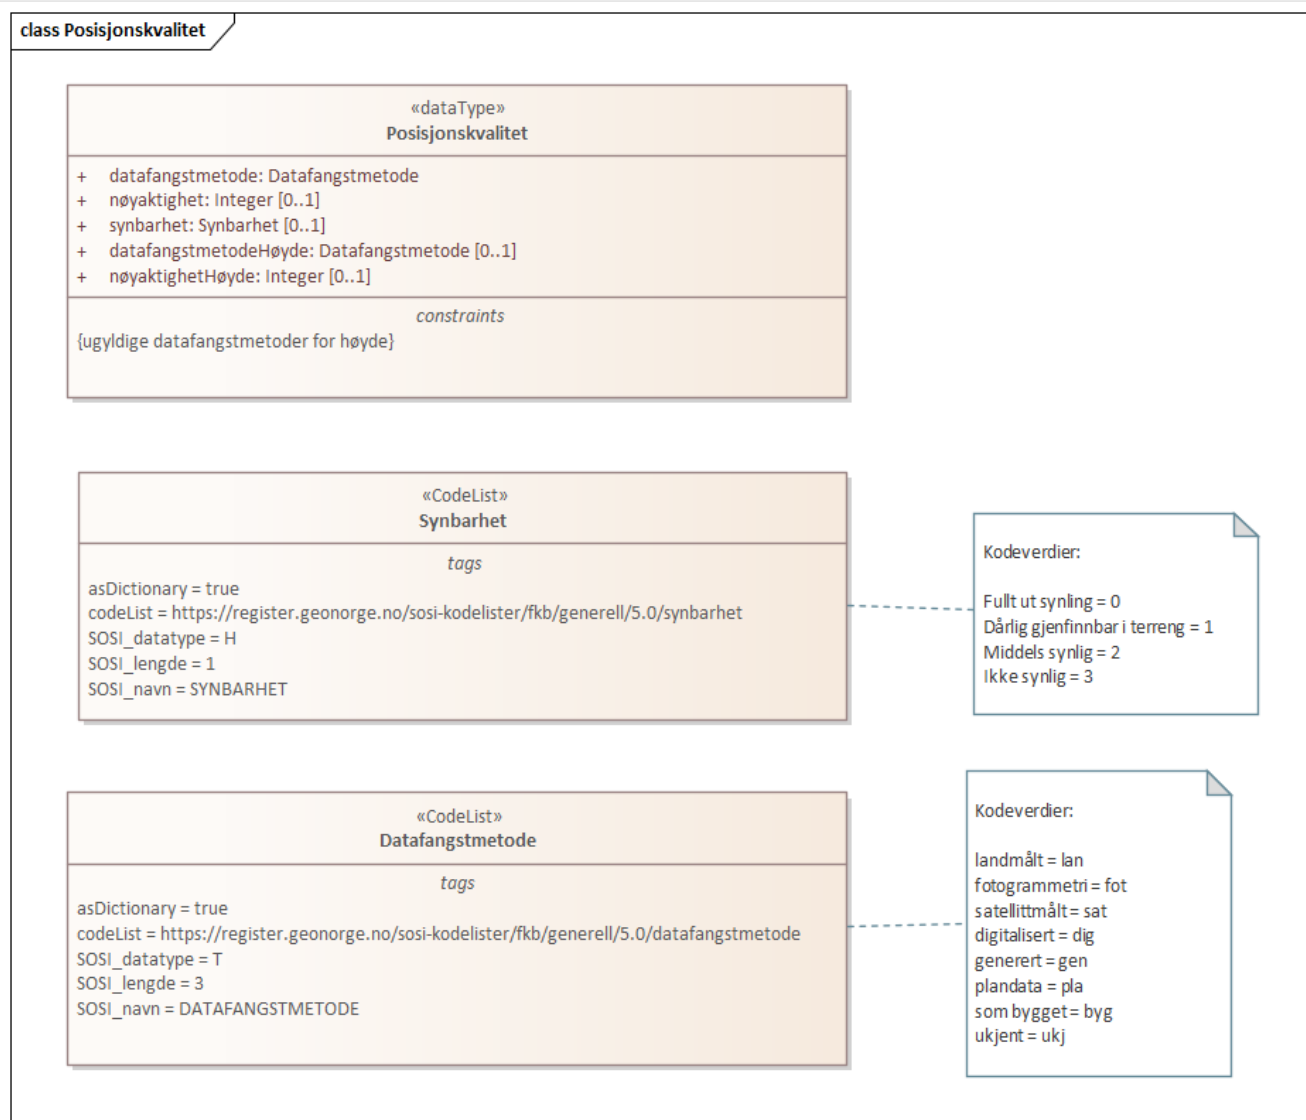 class Posisjonskvalitet
«dataType»
Posisjonskvalitet
+ datafangstmetode: Datafangstmetode
+ nøyaktighet: Integer [0..1]
+ synbarhet: Synbarhet [0..1]
+ datafangstmetodeHøyde: Datafangstmetode [0..1]
+ nøyaktighetHøyde: Integer [0..1]
constraints
{ugyldige datafangstmetoder for høyde}
«CodeList»
Synbarhet
tags
asDictionary = true
codeList = https://register.geonorge.no/sosi-kodelister/fkb/generell/5.0/synbarhet
SOSI_datatype = H
SOSI_lengde = 1
SOSI_navn = SYNBARHET
Kodeverdier:
Fullt ut synling = 0
Dårlig gjenfinnbar i terreng = 1
Middels synlig = 2
Ikke synlig = 3
«CodeList»
Datafangstmetode
tags
asDictionary = true
codeList = https://register.geonorge.no/sosi-kodelister/fkb/generell/5.0/datafangstmetode
SOSI_datatype = T
SOSI_lengde = 3
SOSI_navn = DATAFANGSTMETODE
Kodeverdier:
landmålt = lan
fotogrammetri = fot
satellittmålt = sat
digitalisert = dig
generert = gen
plandata = pla
som bygget = byg
ukjent = ukj